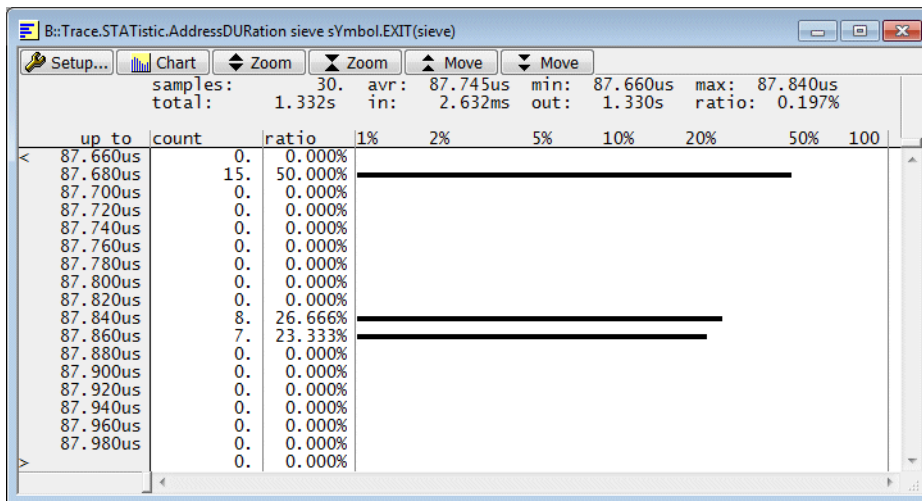 B::Trace.STATistic.AddressDURation sieve sYmbol.EXIT(sieve)
Setup... Chart Zoom Zoom Move Move
samples: 30. avr: 87.745us min: 87.660us max: 87.840us
total: 1.332s in: 2.632ms out: 1.330s ratio: 0.197%
up to count ratio 1% 2% 5% 10% 20% 50% 100
< 87.660us 0. 0.000%
87.680us 15. 50.000%
87.700us 0. 0.000%
87.720us 0. 0.000%
87.740us 0. 0.000%
87.760us 0. 0.000%
87.780us 0. 0.000%
87.800us 0. 0.000%
87.820us 0. 0.000%
87.840us 8. 26.666%
87.860us 7. 23.333%
87.880us 0. 0.000%
87.900us 0. 0.000%
87.920us 0. 0.000%
87.940us 0. 0.000%
87.960us 0. 0.000%
87.980us 0. 0.000%
> 0. 0.000%